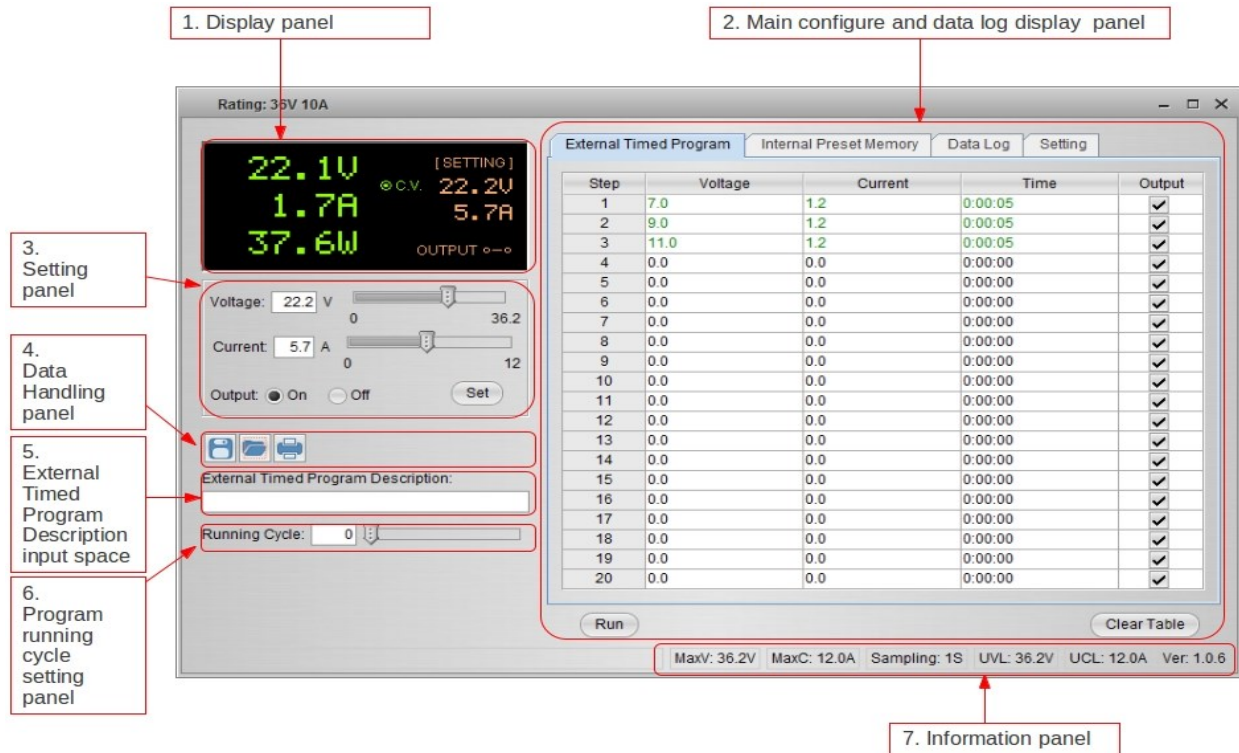 1. Display panel
2. Main configure and data log display panel
Rating: 36V 10A
22.1V
[SETTING]
C.V. 22.2V
1.7A
5.7A
37.6W
OUTPUT
3.
Setting
panel
Voltage: 22.2 V
0 36.2
Current: 5.7 A
0 12
Output: On Off Set
4.
Data
Handling
panel
5.
External
Timed
Program
Description
input space
External Timed Program Description:
Running Cycle: 0
6.
Program
running
cycle
setting
panel
External Timed Program Internal Preset Memory Data Log Setting
Step Voltage Current Time Output
1 7.0 1.2 0:00:05
2 9.0 1.2 0:00:05
3 11.0 1.2 0:00:05
4 0.0 0.0 0:00:00
5 0.0 0.0 0:00:00
6 0.0 0.0 0:00:00
7 0.0 0.0 0:00:00
8 0.0 0.0 0:00:00
9 0.0 0.0 0:00:00
10 0.0 0.0 0:00:00
11 0.0 0.0 0:00:00
12 0.0 0.0 0:00:00
13 0.0 0.0 0:00:00
14 0.0 0.0 0:00:00
15 0.0 0.0 0:00:00
16 0.0 0.0 0:00:00
17 0.0 0.0 0:00:00
18 0.0 0.0 0:00:00
19 0.0 0.0 0:00:00
20 0.0 0.0 0:00:00
Run Clear Table
MaxV: 36.2V MaxC: 12.0A Sampling: 1S UVL: 36.2V UCL: 12.0A Ver: 1.0.6
7. Information panel